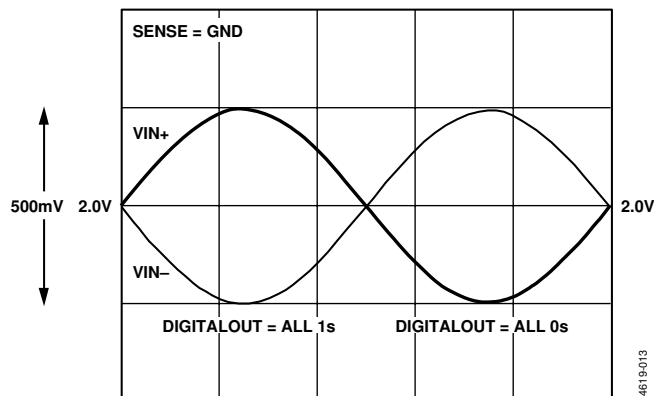 SENSE = GND
VIN+
500mV
2.0V
2.0V
VIN–
DIGITALOUT = ALL 1s
DIGITALOUT = ALL 0s
4619-013